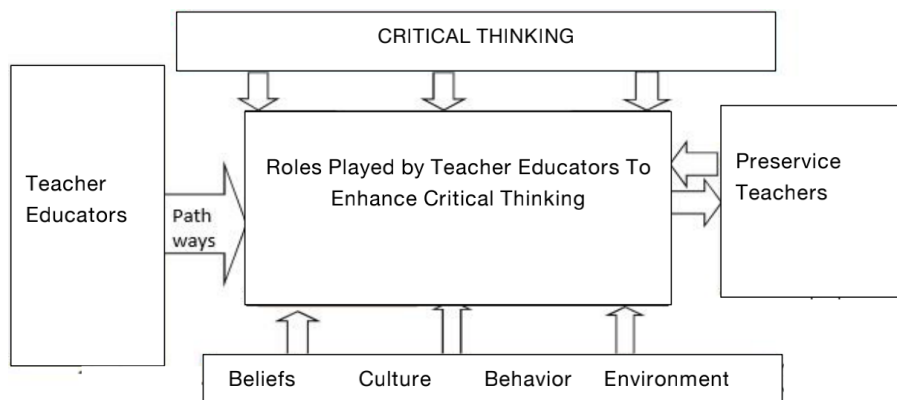 CRITICAL THINKING
Roles Played by Teacher Educators To
Enhance Critical Thinking
Teacher
Educators
Path
ways
Preservice
Teachers
Beliefs Culture Behavior Environment